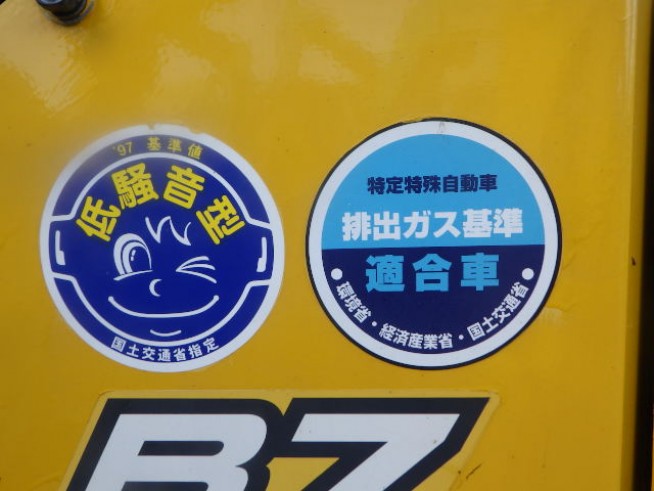 '97 基準値
低騒音型
国土交通省指定
特定特殊自動車
排出ガス基準
適合車
環境省・経済産業省・国土交通省
B7